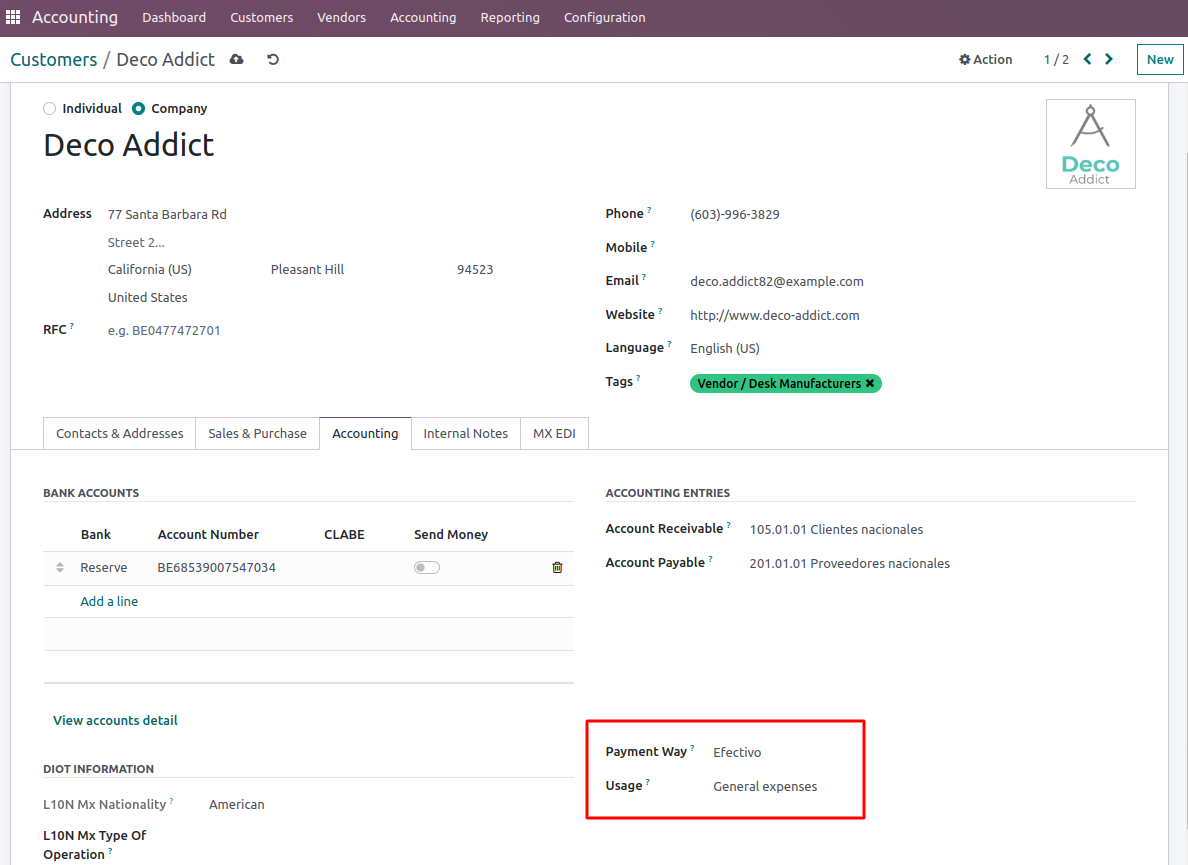 Accounting Dashboard Customers Vendors Accounting Reporting Configuration
Customers / Deco Addict Action 1 / 2 New
Individual Company
Deco Addict
Deco
Addict
Address 77 Santa Barbara Rd
Street 2...
California (US) Pleasant Hill 94523
United States
RFC ? e.g. BE0477472701
Phone ? (603)-996-3829
Mobile ?
Email ? deco.addict82@example.com
Website ? http://www.deco-addict.com
Language ? English (US)
Tags ? Vendor / Desk Manufacturers ✖
Contacts & Addresses Sales & Purchase Accounting Internal Notes MX EDI
BANK ACCOUNTS
Bank Account Number CLABE Send Money
Reserve BE68539007547034
Add a line
View accounts detail
ACCOUNTING ENTRIES
Account Receivable ? 105.01.01 Clientes nacionales
Account Payable ? 201.01.01 Proveedores nacionales
Payment Way ? Efectivo
Usage ? General expenses
DIOT INFORMATION
L10N Mx Nationality ? American
L10N Mx Type Of
Operation ?